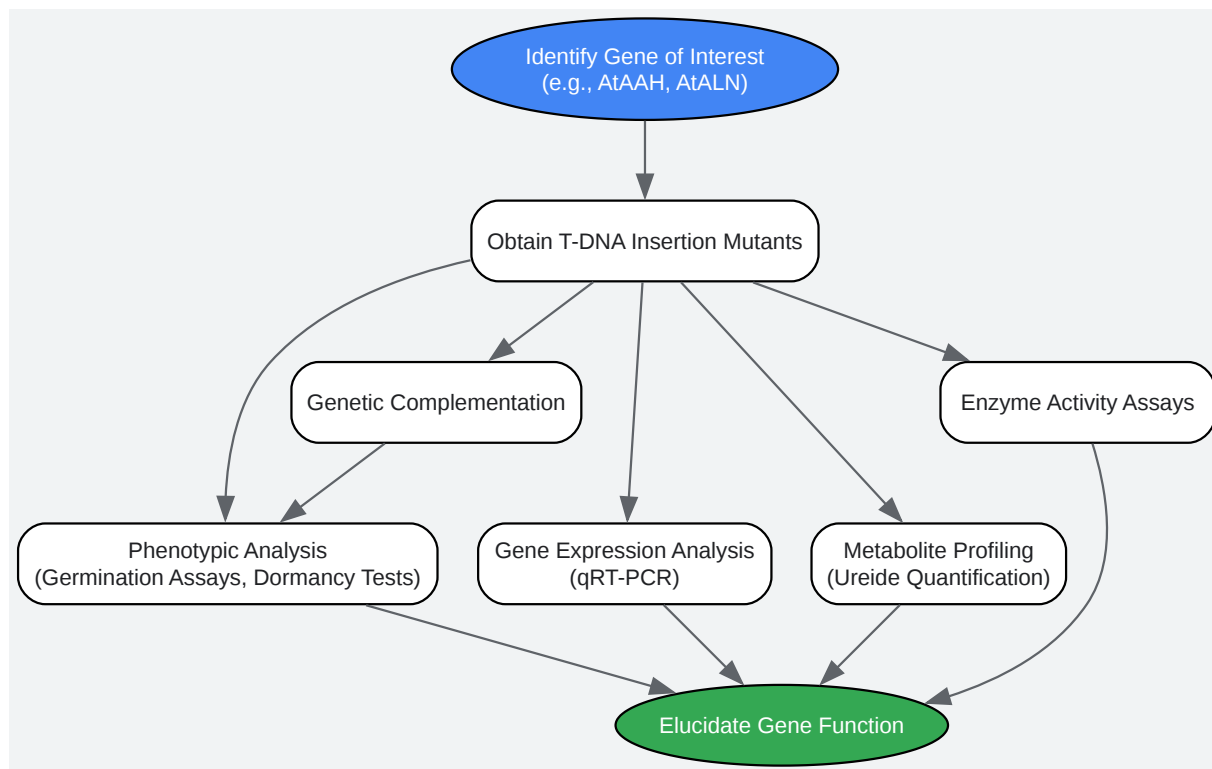 Identify Gene of Interest
(e.g., AtAAH, AtALN)
Obtain T-DNA Insertion Mutants
Genetic Complementation
Enzyme Activity Assays
Phenotypic Analysis
(Germination Assays, Dormancy Tests)
Gene Expression Analysis
(qRT-PCR)
Metabolite Profiling
(Ureide Quantification)
Elucidate Gene Function